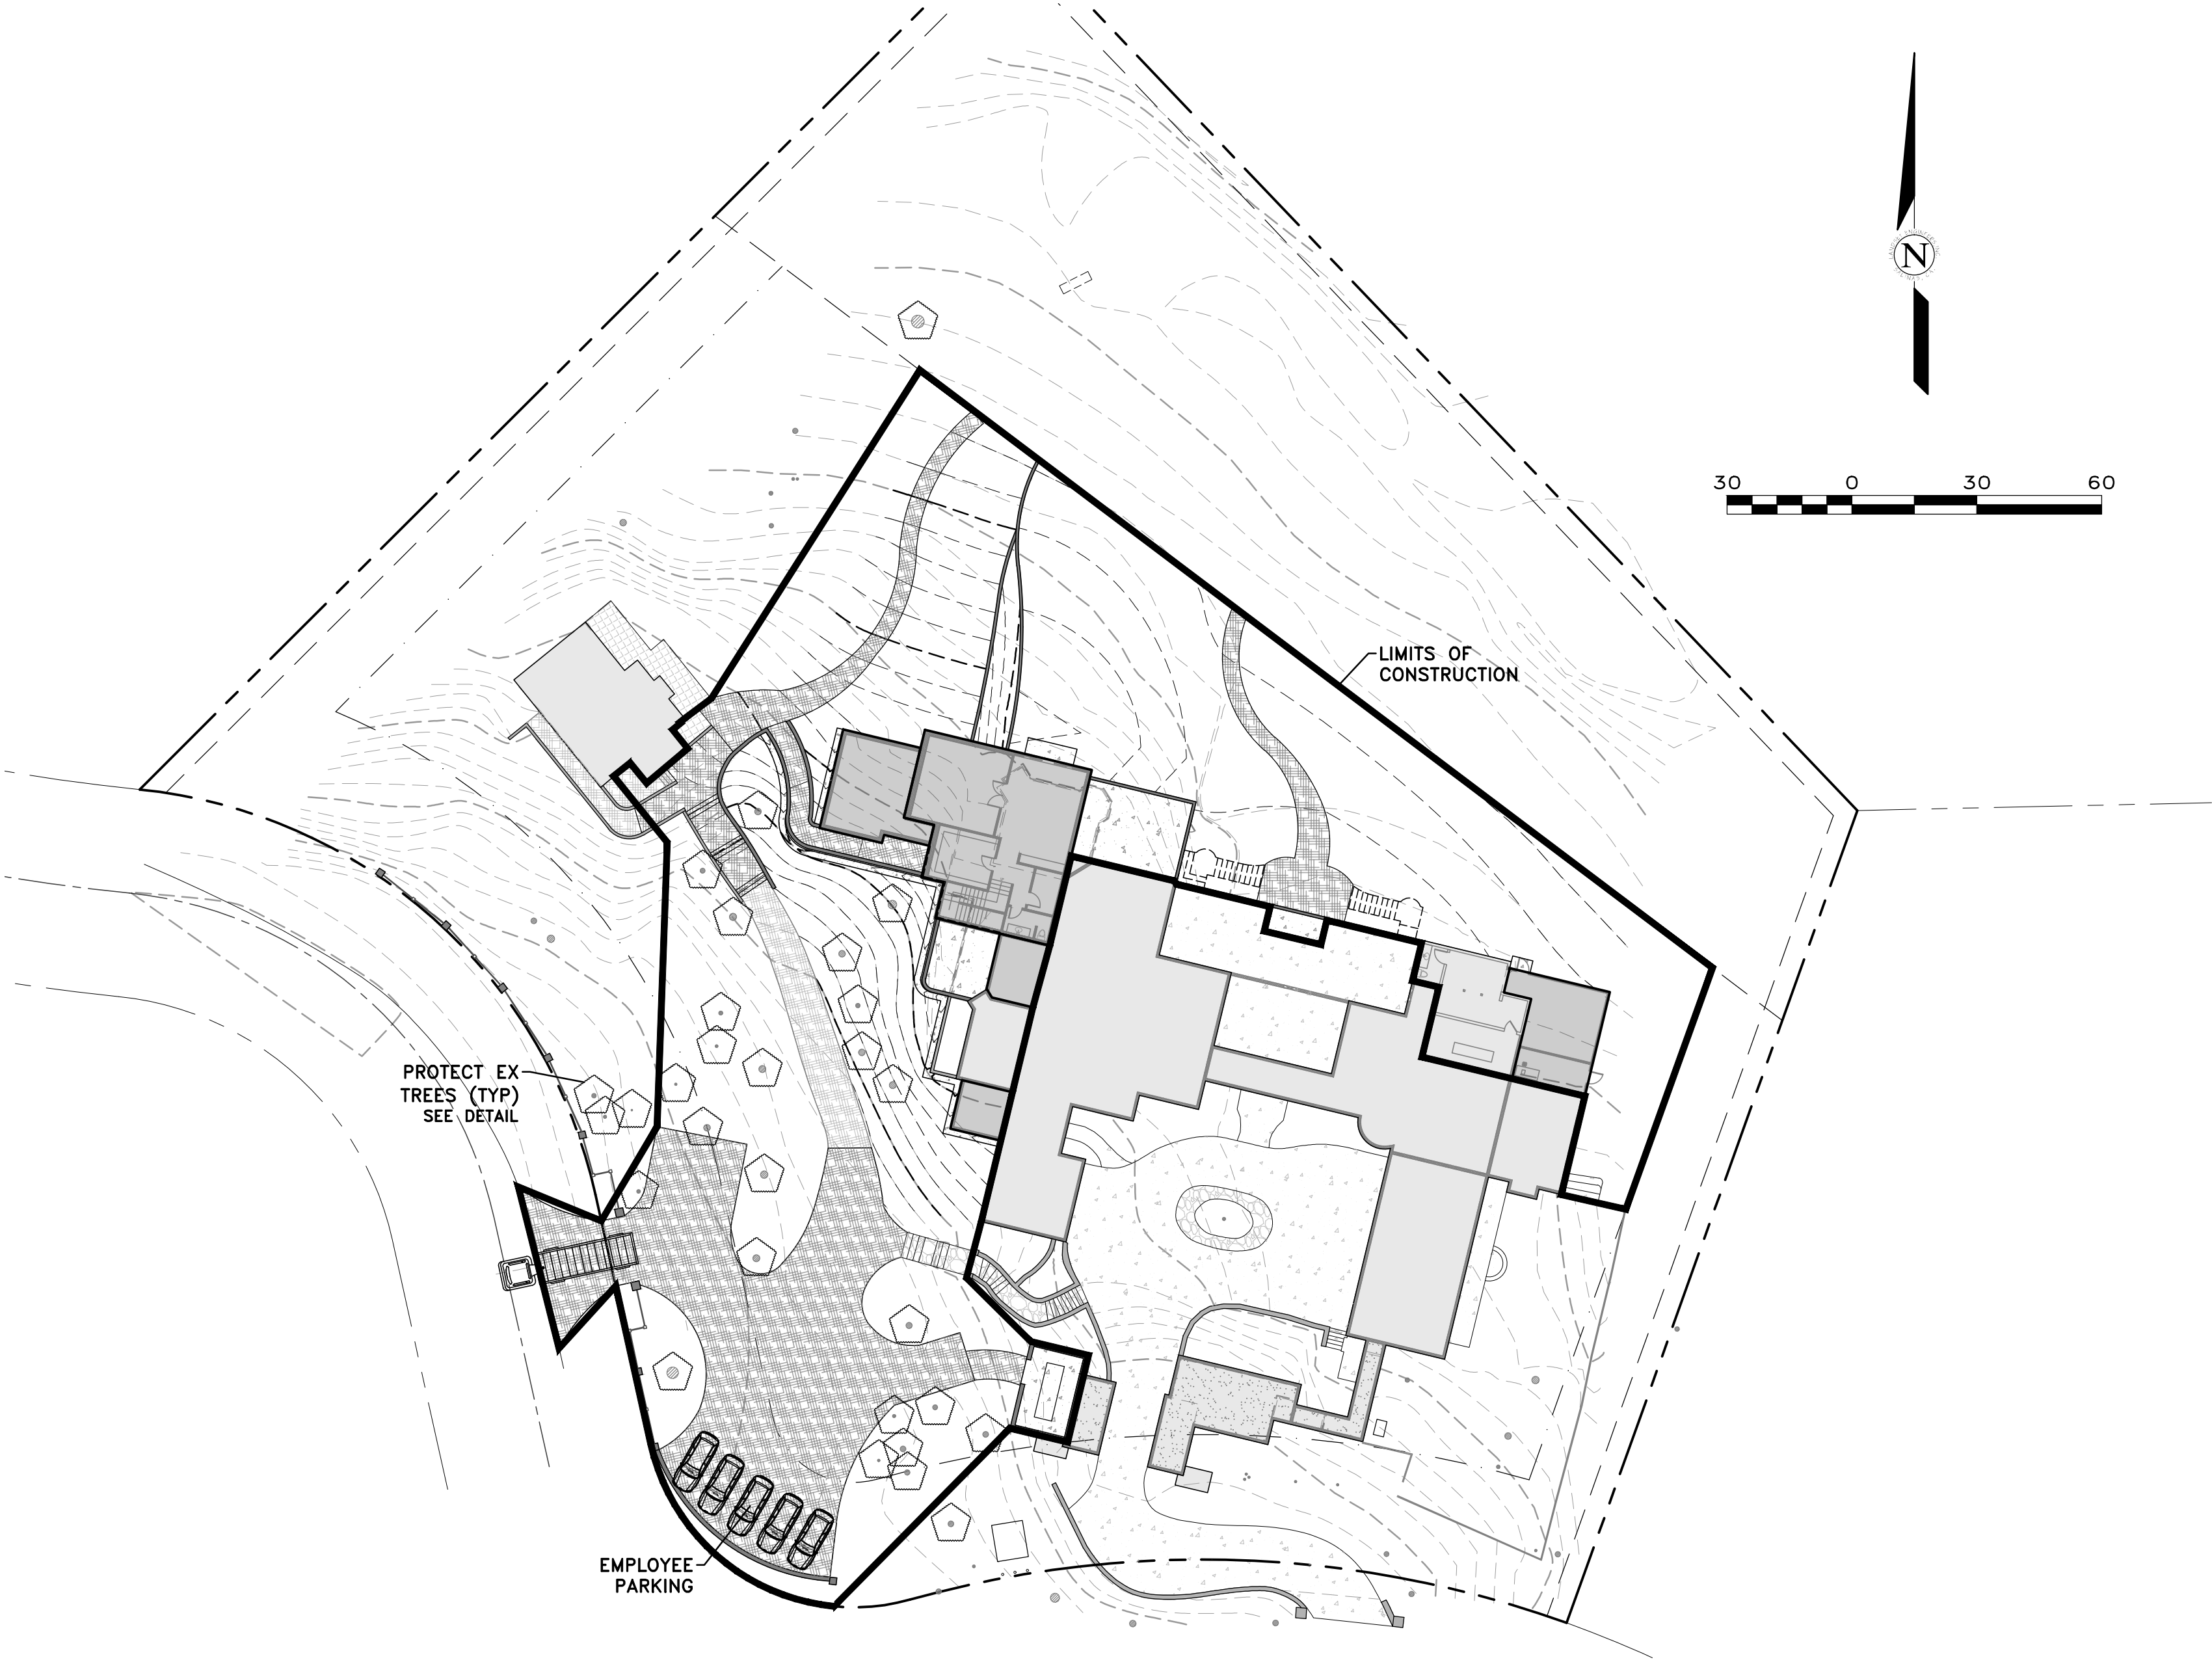 N
30 0 30 60
LIMITS OF
CONSTRUCTION
PROTECT EX
TREES (TYP)
SEE DETAIL
EMPLOYEE
PARKING